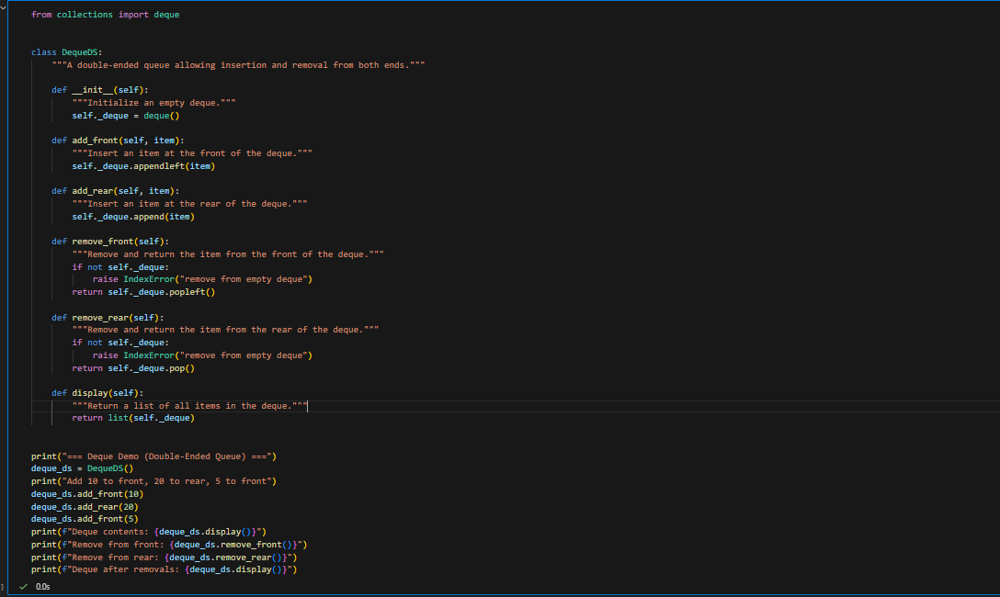 from collections import deque
class DequeDS:
"""A double-ended queue allowing insertion and removal from both ends."""
def __init__(self):
"""Initialize an empty deque."""
self._deque = deque()
def add_front(self, item):
"""Insert an item at the front of the deque."""
self._deque.appendleft(item)
def add_rear(self, item):
"""Insert an item at the rear of the deque."""
self._deque.append(item)
def remove_front(self):
"""Remove and return the item from the front of the deque."""
if not self._deque:
raise IndexError("remove from empty deque")
return self._deque.popleft()
def remove_rear(self):
"""Remove and return the item from the rear of the deque."""
if not self._deque:
raise IndexError("remove from empty deque")
return self._deque.pop()
def display(self):
"""Return a list of all items in the deque."""
return list(self._deque)
print("=== Deque Demo (Double-Ended Queue) ===")
deque_ds = DequeDS()
print("Add 10 to front, 20 to rear, 5 to front")
deque_ds.add_front(10)
deque_ds.add_rear(20)
deque_ds.add_front(5)
print(f"Deque contents: {deque_ds.display()}")
print(f"Remove from front: {deque_ds.remove_front()}")
print(f"Remove from rear: {deque_ds.remove_rear()}")
print(f"Deque after removals: {deque_ds.display()}")
] 0.0s